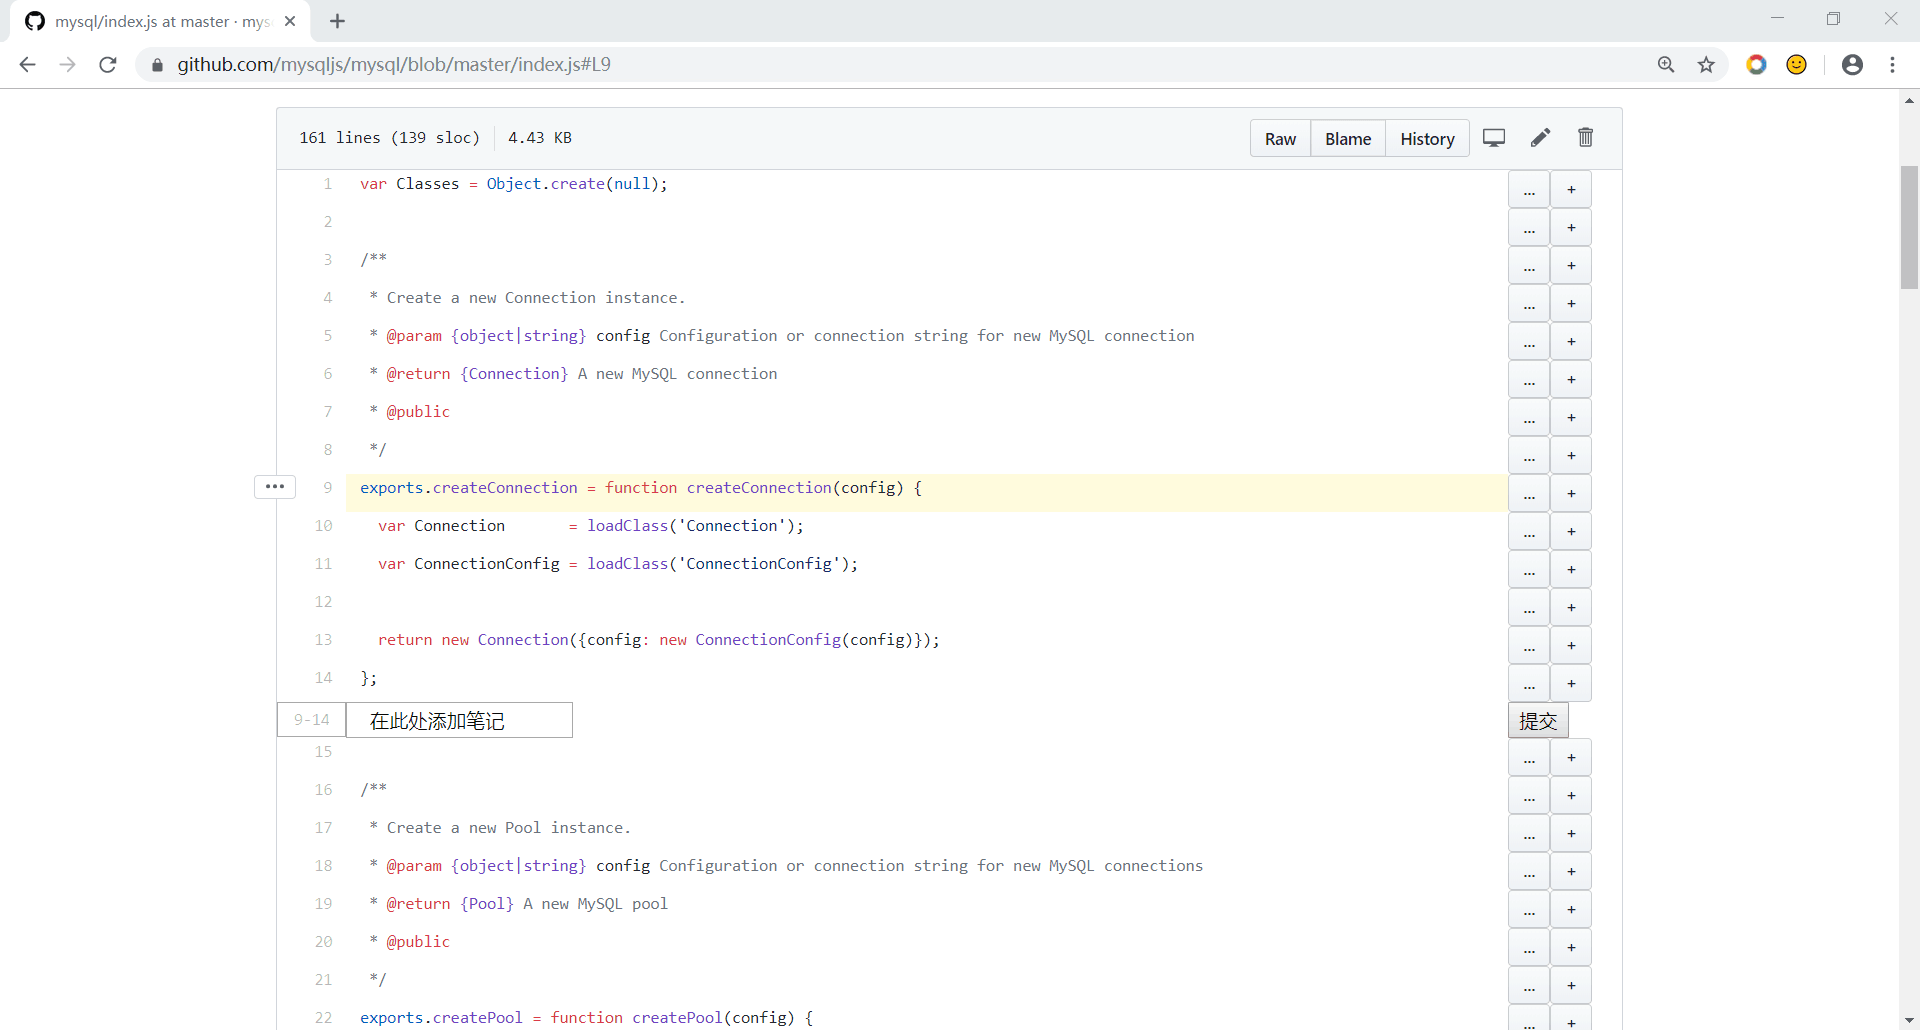 mysql/index.js at master · mys
github.com/mysqljs/mysql/blob/master/index.js#L9
161 lines (139 sloc) 4.43 KB
Raw Blame History
1 var Classes = Object.create(null); ... +
2 ... +
3 /** ... +
4 * Create a new Connection instance. ... +
5 * @param {object|string} config Configuration or connection string for new MySQL connection ... +
6 * @return {Connection} A new MySQL connection ... +
7 * @public ... +
8 */ ... +
9 exports.createConnection = function createConnection(config) { ... +
10 var Connection       = loadClass('Connection'); ... +
11 var ConnectionConfig = loadClass('ConnectionConfig'); ... +
12 ... +
13 return new Connection({config: new ConnectionConfig(config)}); ... +
14 }; ... +
9-14 在此处添加笔记 提交
15 ... +
16 /** ... +
17 * Create a new Pool instance. ... +
18 * @param {object|string} config Configuration or connection string for new MySQL connections ... +
19 * @return {Pool} A new MySQL pool ... +
20 * @public ... +
21 */ ... +
22 exports.createPool = function createPool(config) { ... +